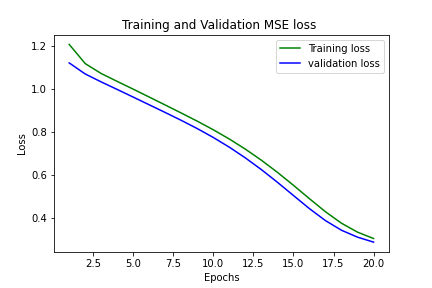 Training and Validation MSE loss
Training loss
validation loss
Loss
1.2
1.0
0.8
0.6
0.4
2.5 5.0 7.5 10.0 12.5 15.0 17.5 20.0
Epochs